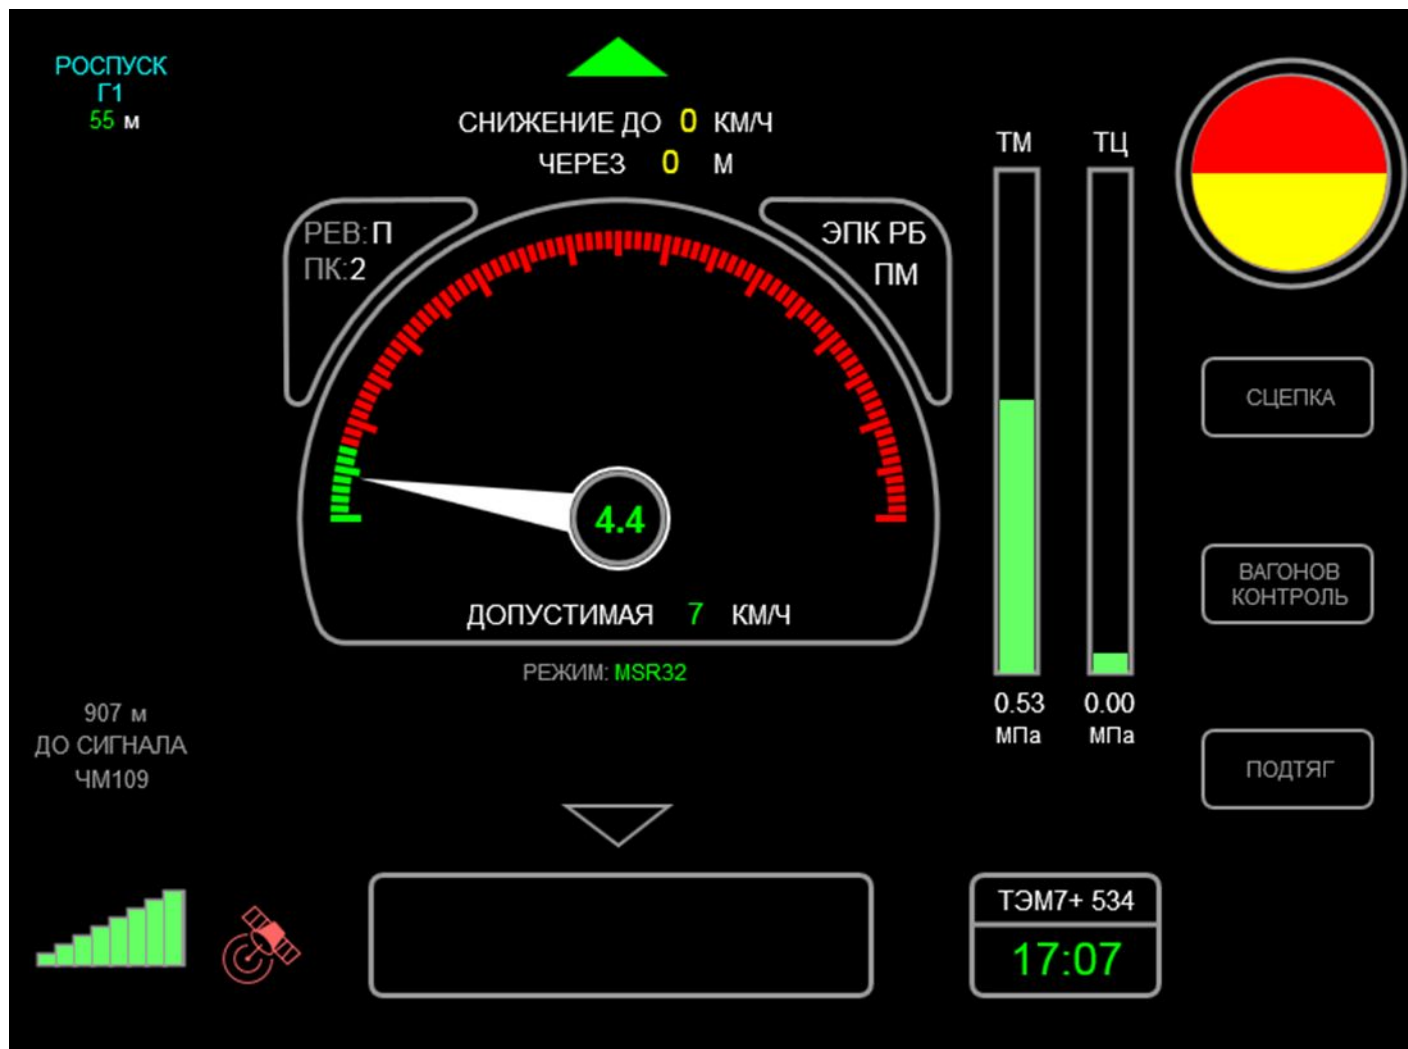 РОСПУСК
Г1
55 м
СНИЖЕНИЕ ДО 0 КМ/Ч
ЧЕРЕЗ 0 М
РЕВ: П
ПК: 2
ЭПК РБ
ПМ
4.4
ДОПУСТИМАЯ 7 КМ/Ч
РЕЖИМ: MSR32
907 м
ДО СИГНАЛА
ЧМ109
ТМ ТЦ
0.53 0.00
МПа МПа
СЦЕПКА
ВАГОНОВ
КОНТРОЛЬ
ПОДТЯГ
ТЭМ7+ 534
17:07